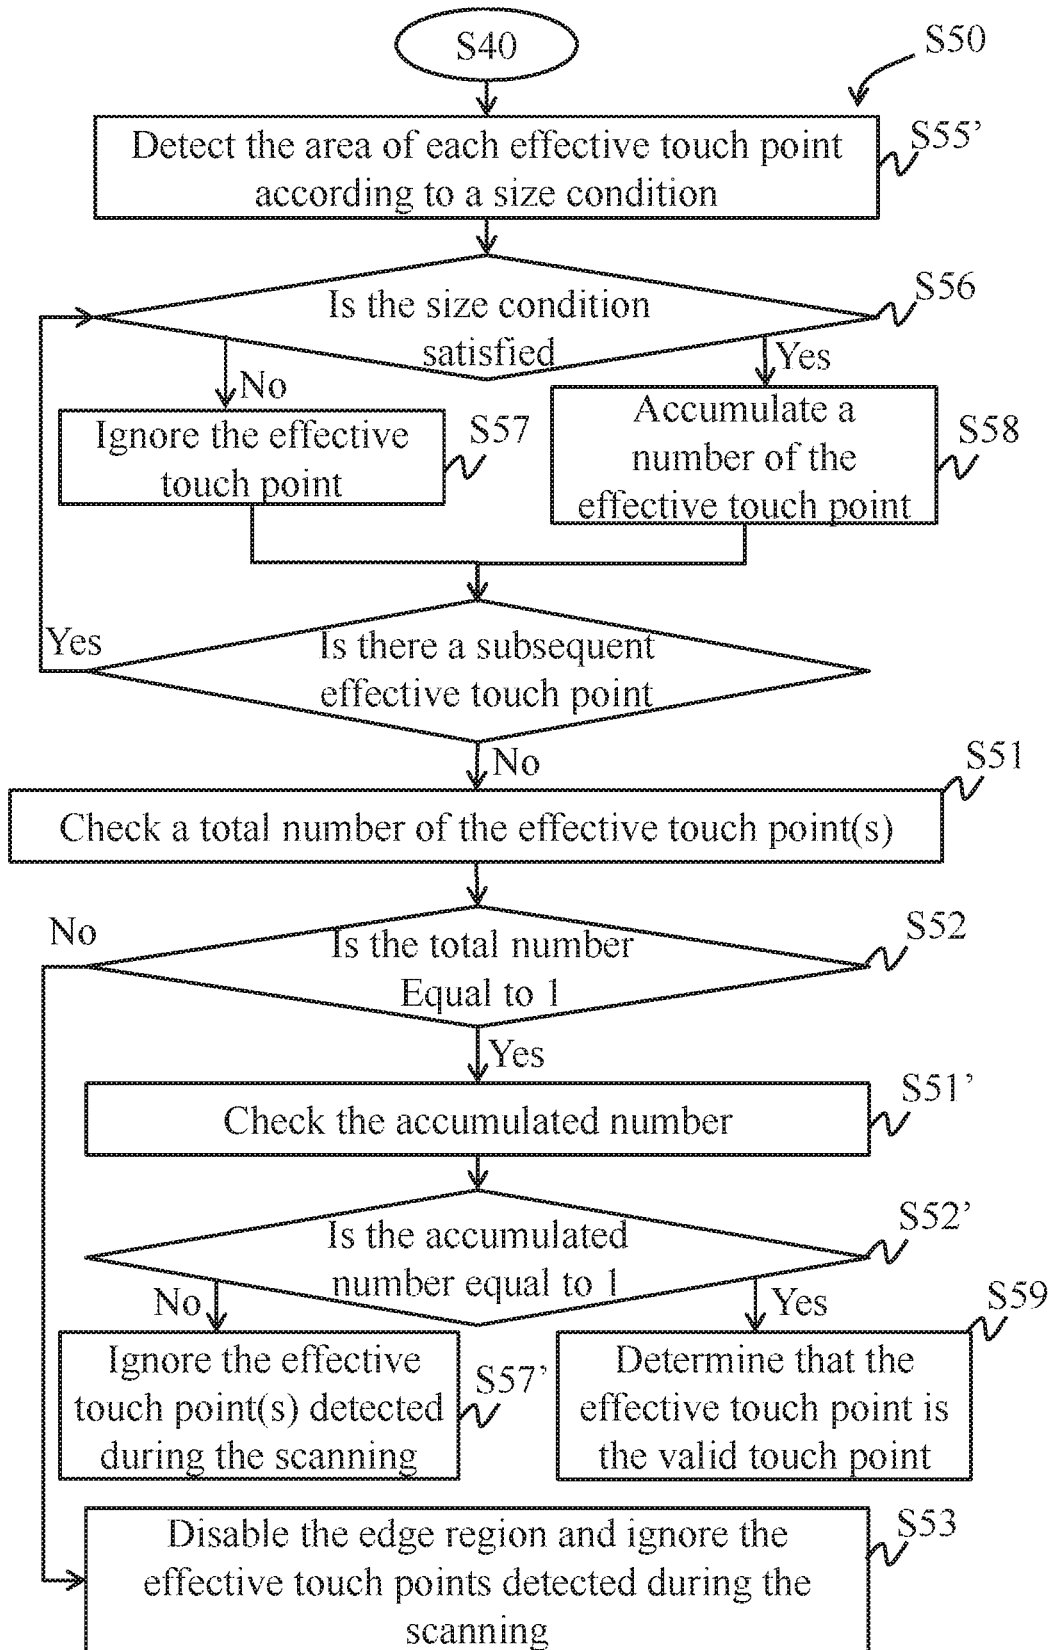 S40
S50
Detect the area of each effective touch point
according to a size condition
S55’
Is the size condition
satisfied
S56
No
Yes
Ignore the effective
touch point
S57
Accumulate a
number of the
effective touch point
S58
Yes
Is there a subsequent
effective touch point
No
S51
Check a total number of the effective touch point(s)
No
Is the total number
Equal to 1
S52
Yes
Check the accumulated number
S51’
Is the accumulated
number equal to 1
S52’
No
Yes
Ignore the effective
touch point(s) detected
during the scanning
S57’
Determine that the
effective touch point is
the valid touch point
S59
Disable the edge region and ignore the
effective touch points detected during the
scanning
S53